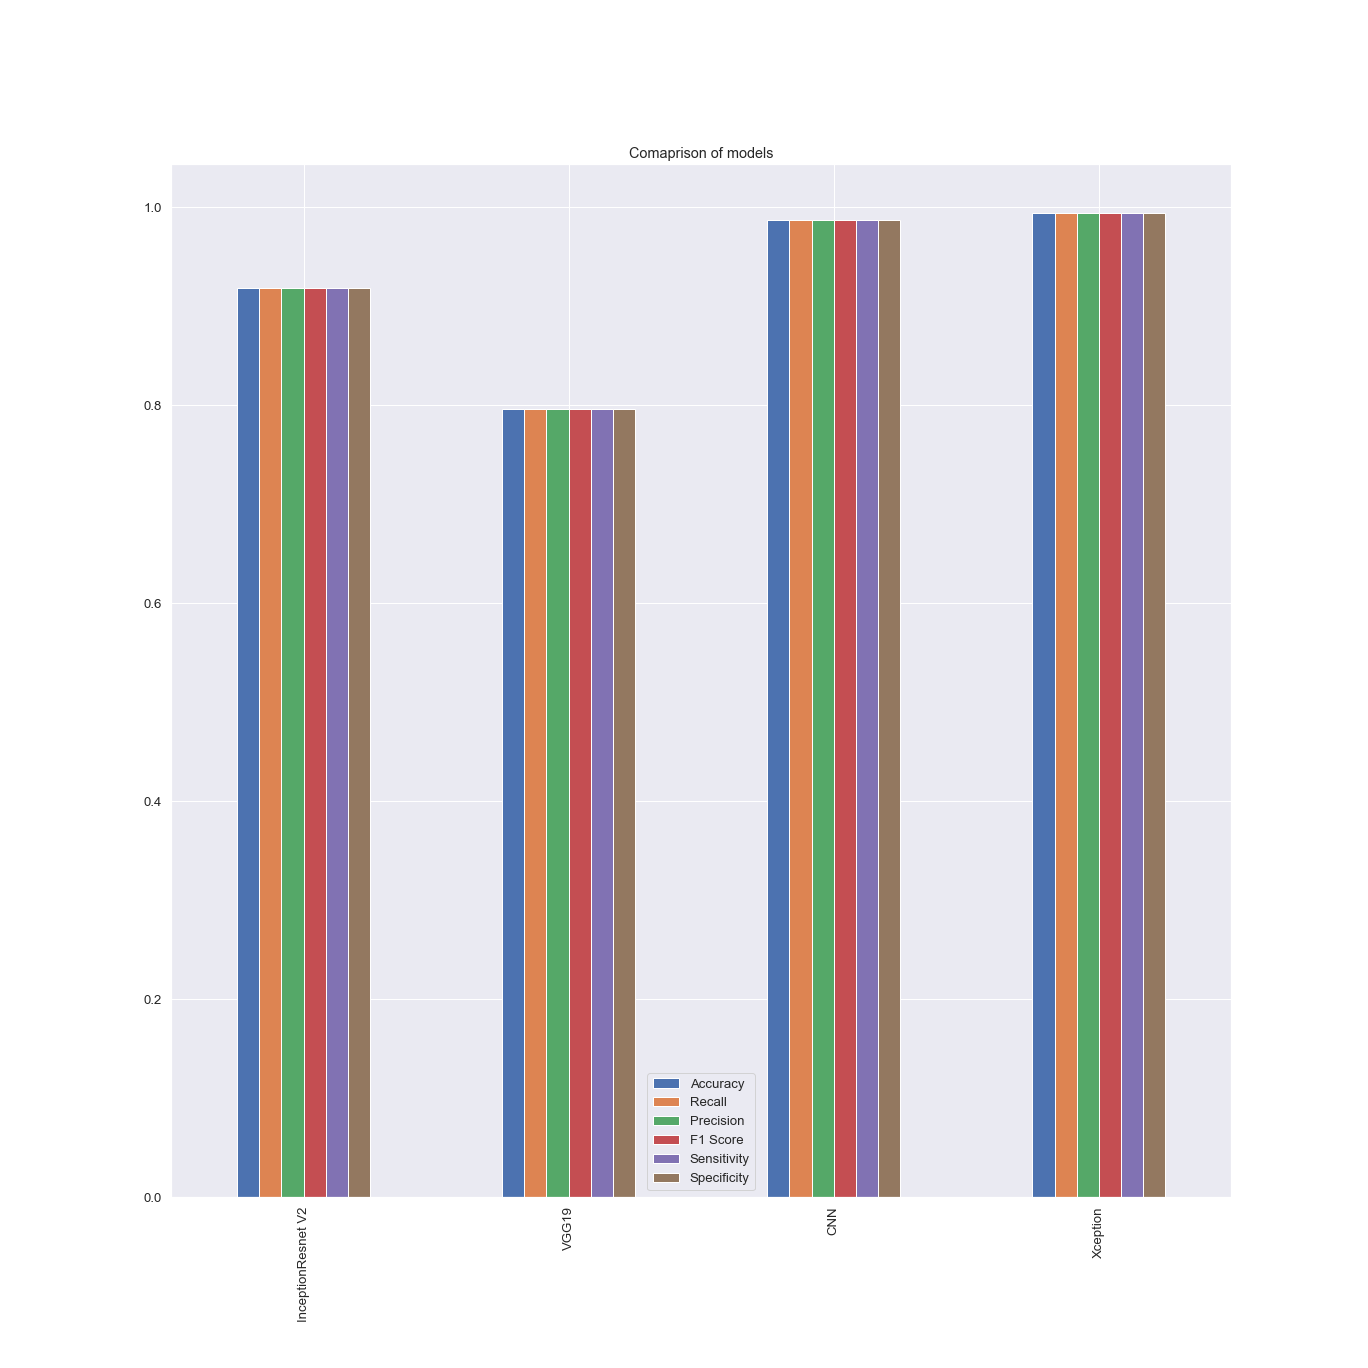 Comaprison of models
1.0
0.8
0.6
0.4
0.2
0.0
Accuracy
Recall
Precision
F1 Score
Sensitivity
Specificity
InceptionResnet V2
VGG19
CNN
Xception